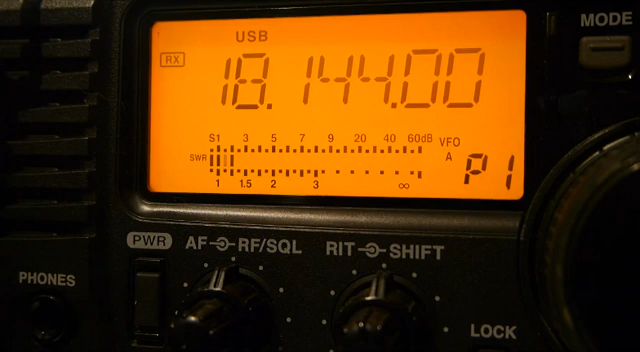 USB
MODE
RX
18.144.00
S1 3 5 7 9 20 40 60dB VFO
SWR A
P1
1 1.5 2 3 ∞
PWR AF RF/SQL RIT SHIFT
PHONES
LOCK